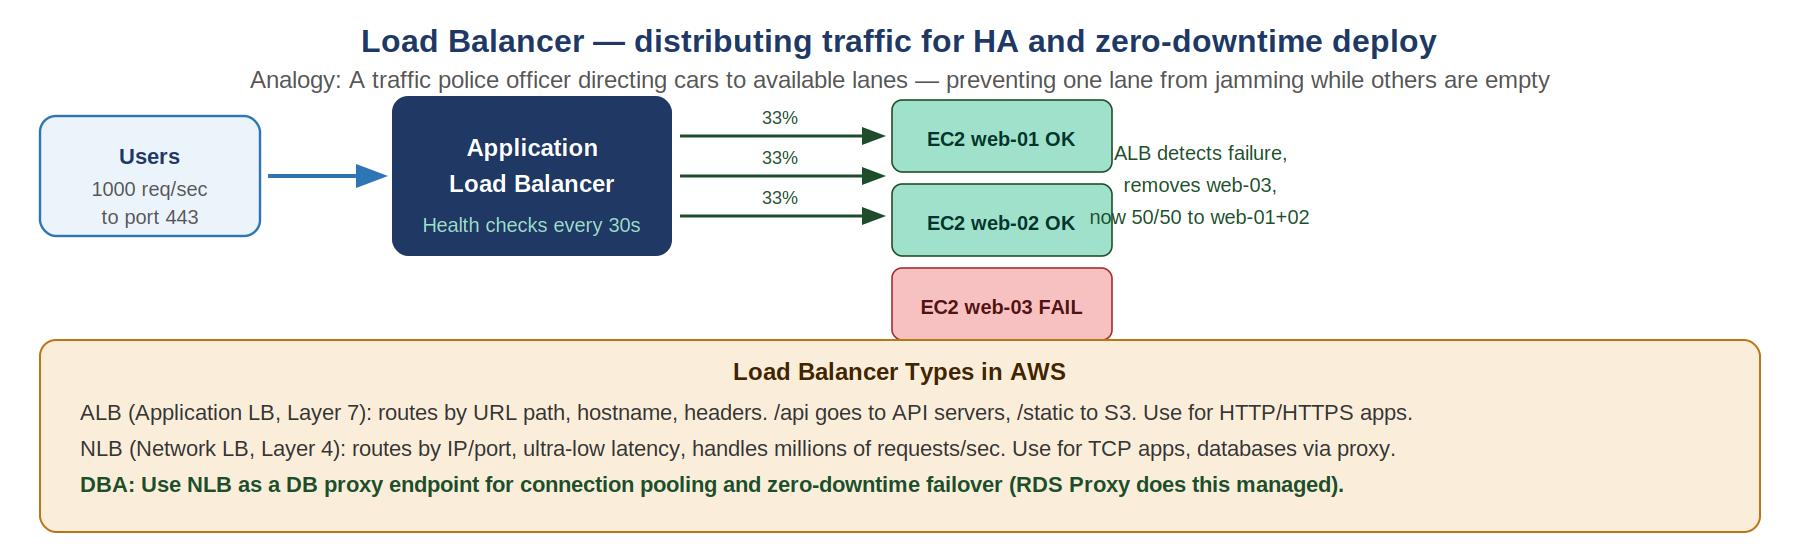 Load Balancer — distributing traffic for HA and zero-downtime deploy
Analogy: A traffic police officer directing cars to available lanes — preventing one lane from jamming while others are empty
Users
1000 req/sec
to port 443
Application
Load Balancer
Health checks every 30s
33%
33%
33%
EC2 web-01 OK
EC2 web-02 OK
EC2 web-03 FAIL
ALB detects failure,
removes web-03,
now 50/50 to web-01+02
Load Balancer Types in AWS
ALB (Application LB, Layer 7): routes by URL path, hostname, headers. /api goes to API servers, /static to S3. Use for HTTP/HTTPS apps.
NLB (Network LB, Layer 4): routes by IP/port, ultra-low latency, handles millions of requests/sec. Use for TCP apps, databases via proxy.
DBA: Use NLB as a DB proxy endpoint for connection pooling and zero-downtime failover (RDS Proxy does this managed).